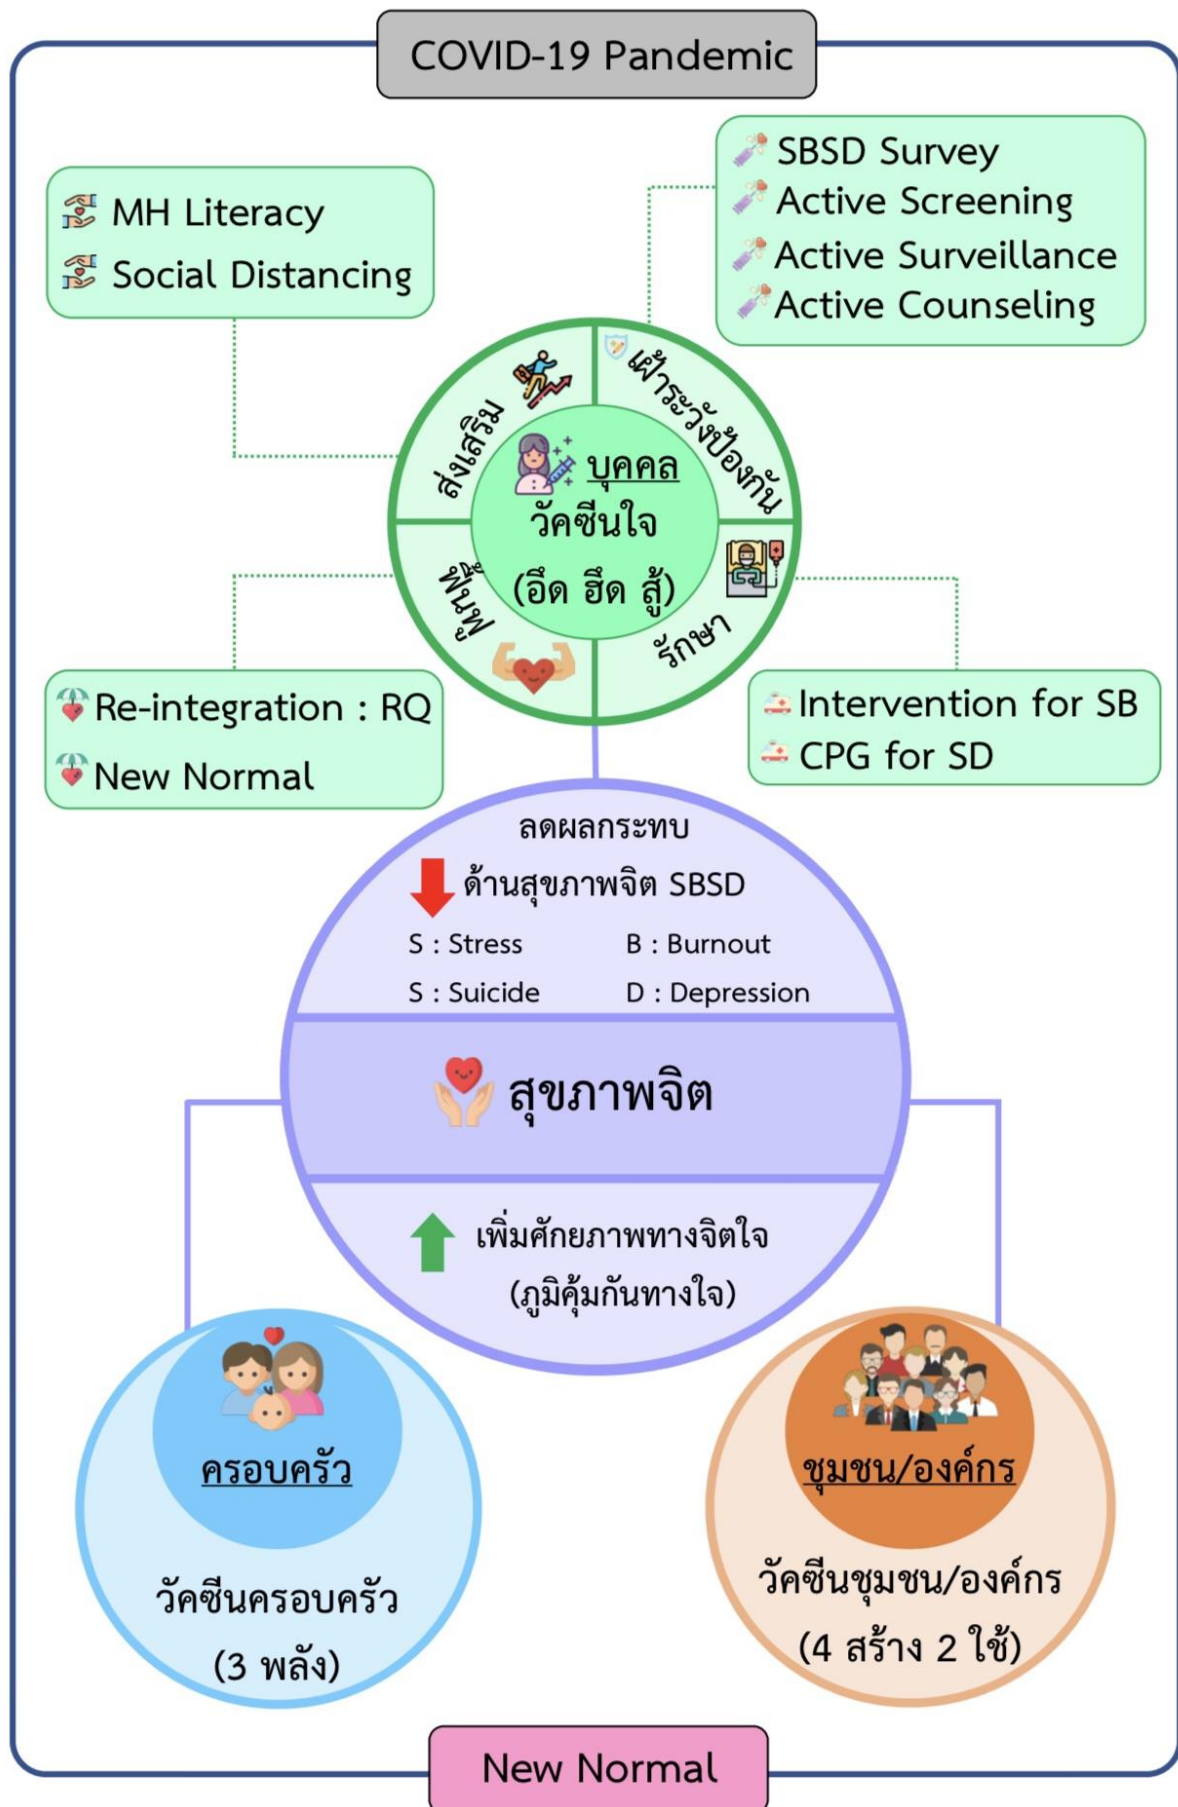 COVID-19 Pandemic
MH Literacy
Social Distancing
SBSD Survey
Active Screening
Active Surveillance
Active Counseling
ส่งเสริม
เฝ้าระวังป้องกัน
บุคคล
วัคซีนใจ
(อึด ฮึด สู้)
ฟื้นฟู
รักษา
Re-integration : RQ
New Normal
Intervention for SB
CPG for SD
ลดผลกระทบ
ด้านสุขภาพจิต SBSD
S : Stress B : Burnout
S : Suicide D : Depression
สุขภาพจิต
เพิ่มศักยภาพทางจิตใจ
(ภูมิคุ้มกันทางใจ)
ครอบครัว
วัคซีนครอบครัว
(3 พลัง)
ชุมชน/องค์กร
วัคซีนชุมชน/องค์กร
(4 สร้าง 2 ใช้)
New Normal